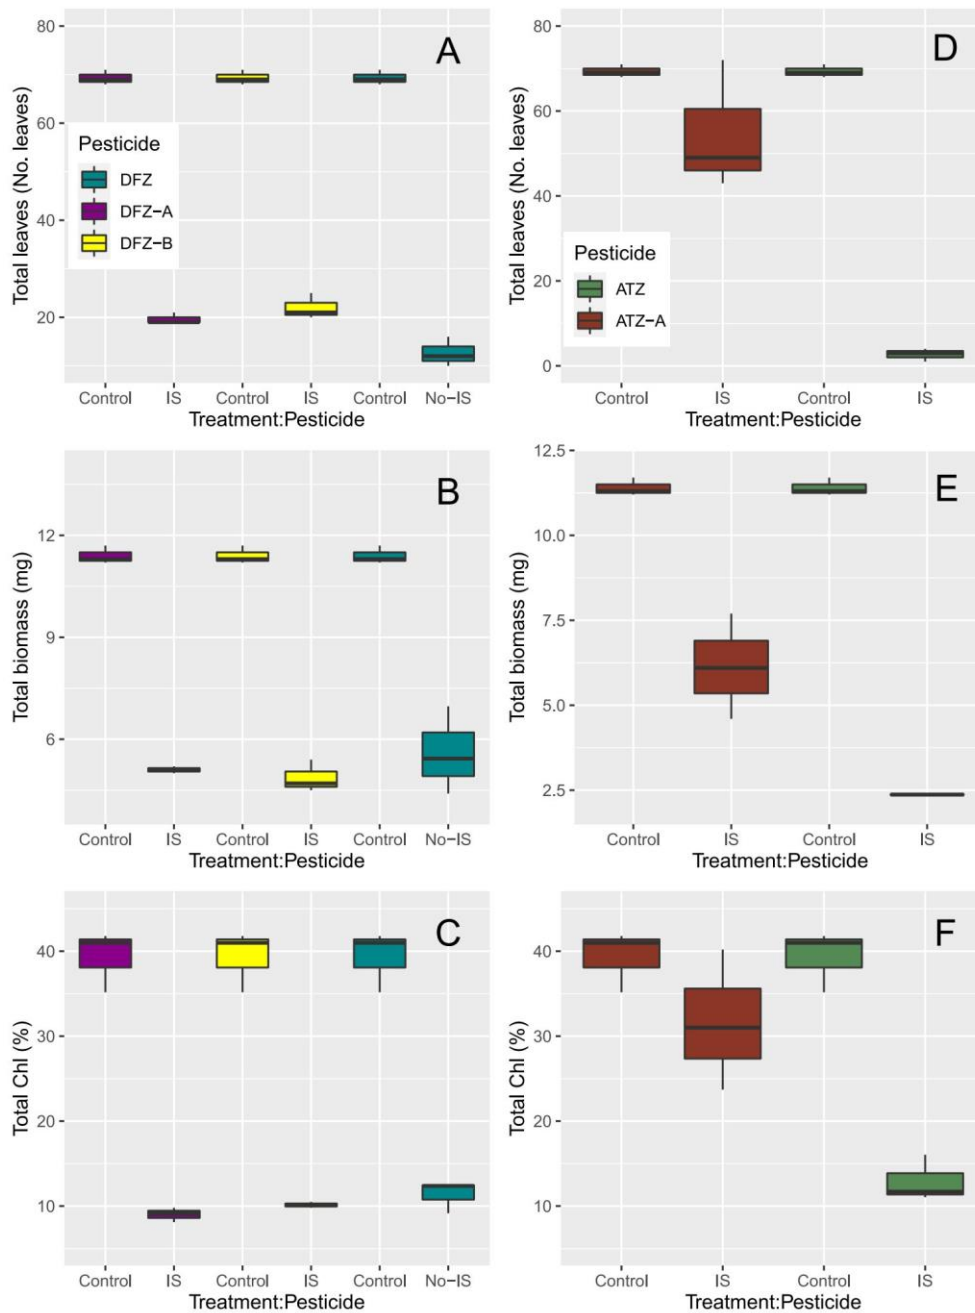 A
80
60
40
20
Total leaves (No. leaves)
Pesticide
DFZ
DFZ-A
DFZ-B
Control IS Control IS Control No-IS
Treatment:Pesticide
D
80
60
40
20
0
Total leaves (No. leaves)
Pesticide
ATZ
ATZ-A
Control IS Control IS
Treatment:Pesticide
B
12
9
6
Total biomass (mg)
Control IS Control IS Control No-IS
Treatment:Pesticide
E
12.5
10.0
7.5
5.0
2.5
Total biomass (mg)
Control IS Control IS
Treatment:Pesticide
C
40
30
20
10
Total Chl (%)
Control IS Control IS Control No-IS
Treatment:Pesticide
F
40
30
20
10
Total Chl (%)
Control IS Control IS
Treatment:Pesticide